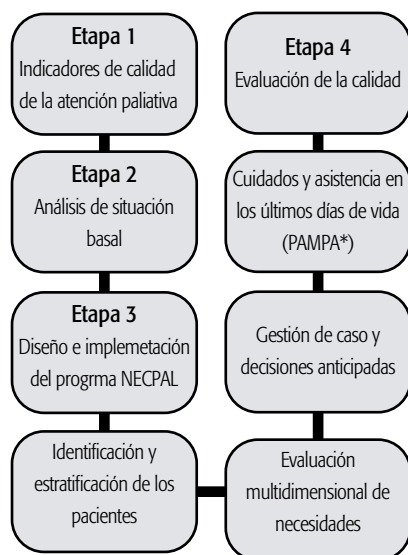 Etapa 1
Indicadores de calidad
de la atención paliativa
Etapa 2
Análisis de situación
basal
Etapa 3
Diseño e implemetación
del progrma NECPAL
Identificación y
estratificación de los
pacientes
Evaluación
multidimensional de
necesidades
Gestión de caso y
decisiones anticipadas
Cuidados y asistencia en
los últimos días de vida
(PAMPA*)
Etapa 4
Evaluación de la calidad